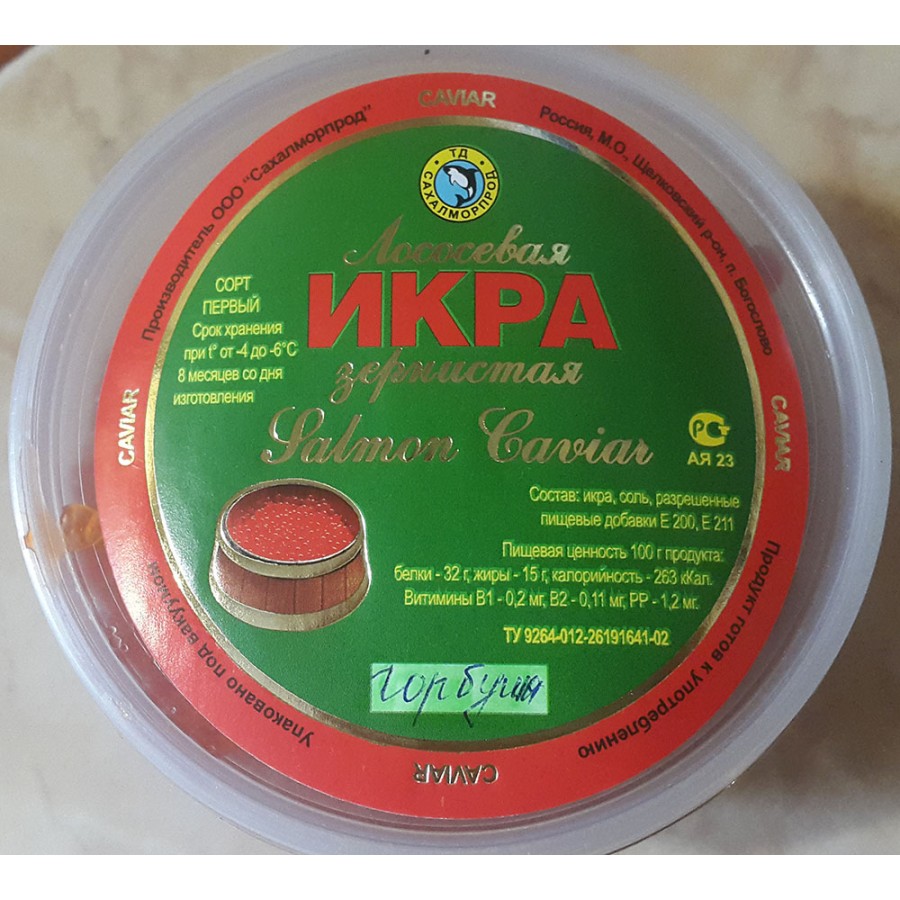 CAVIAR
Производитель ООО "Сахалморпрод"
Россия, М.О., Щелковский р-он, п. Богослово
ТД
САХАЛМОРПРОД
Лососевая
ИКРА
зернистая
Salmon Caviar
СОРТ
ПЕРВЫЙ
Срок хранения
при t° от -4 до -6°С
8 месяцев со дня
изготовления
РСТ
АЯ 23
CAVIAR
CAVIAR
Состав: икра, соль, разрешенные
пищевые добавки Е 200, Е 211
Пищевая ценность 100 г продукта:
белки - 32 г, жиры - 15 г, калорийность - 263 кКал.
Витимины В1 - 0,2 мг, В2 - 0,11 мг, РР - 1,2 мг.
ТУ 9264-012-26191641-02
горбуша
Упаковано под вакуумом
Продукт готов к употреблению
CAVIAR